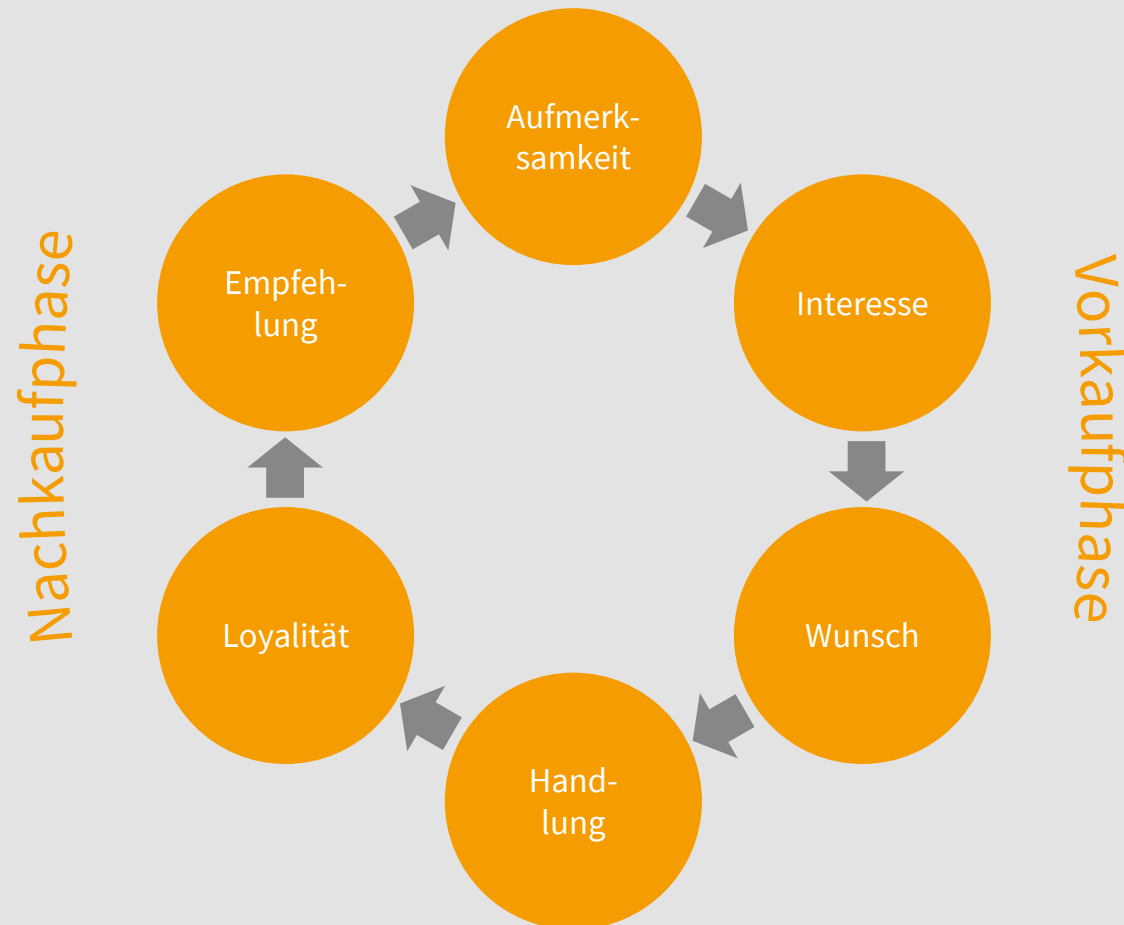 Aufmerk-
samkeit
Interesse
Wunsch
Hand-
lung
Loyalität
Empfeh-
lung
Vorkaufphase
Nachkaufphase